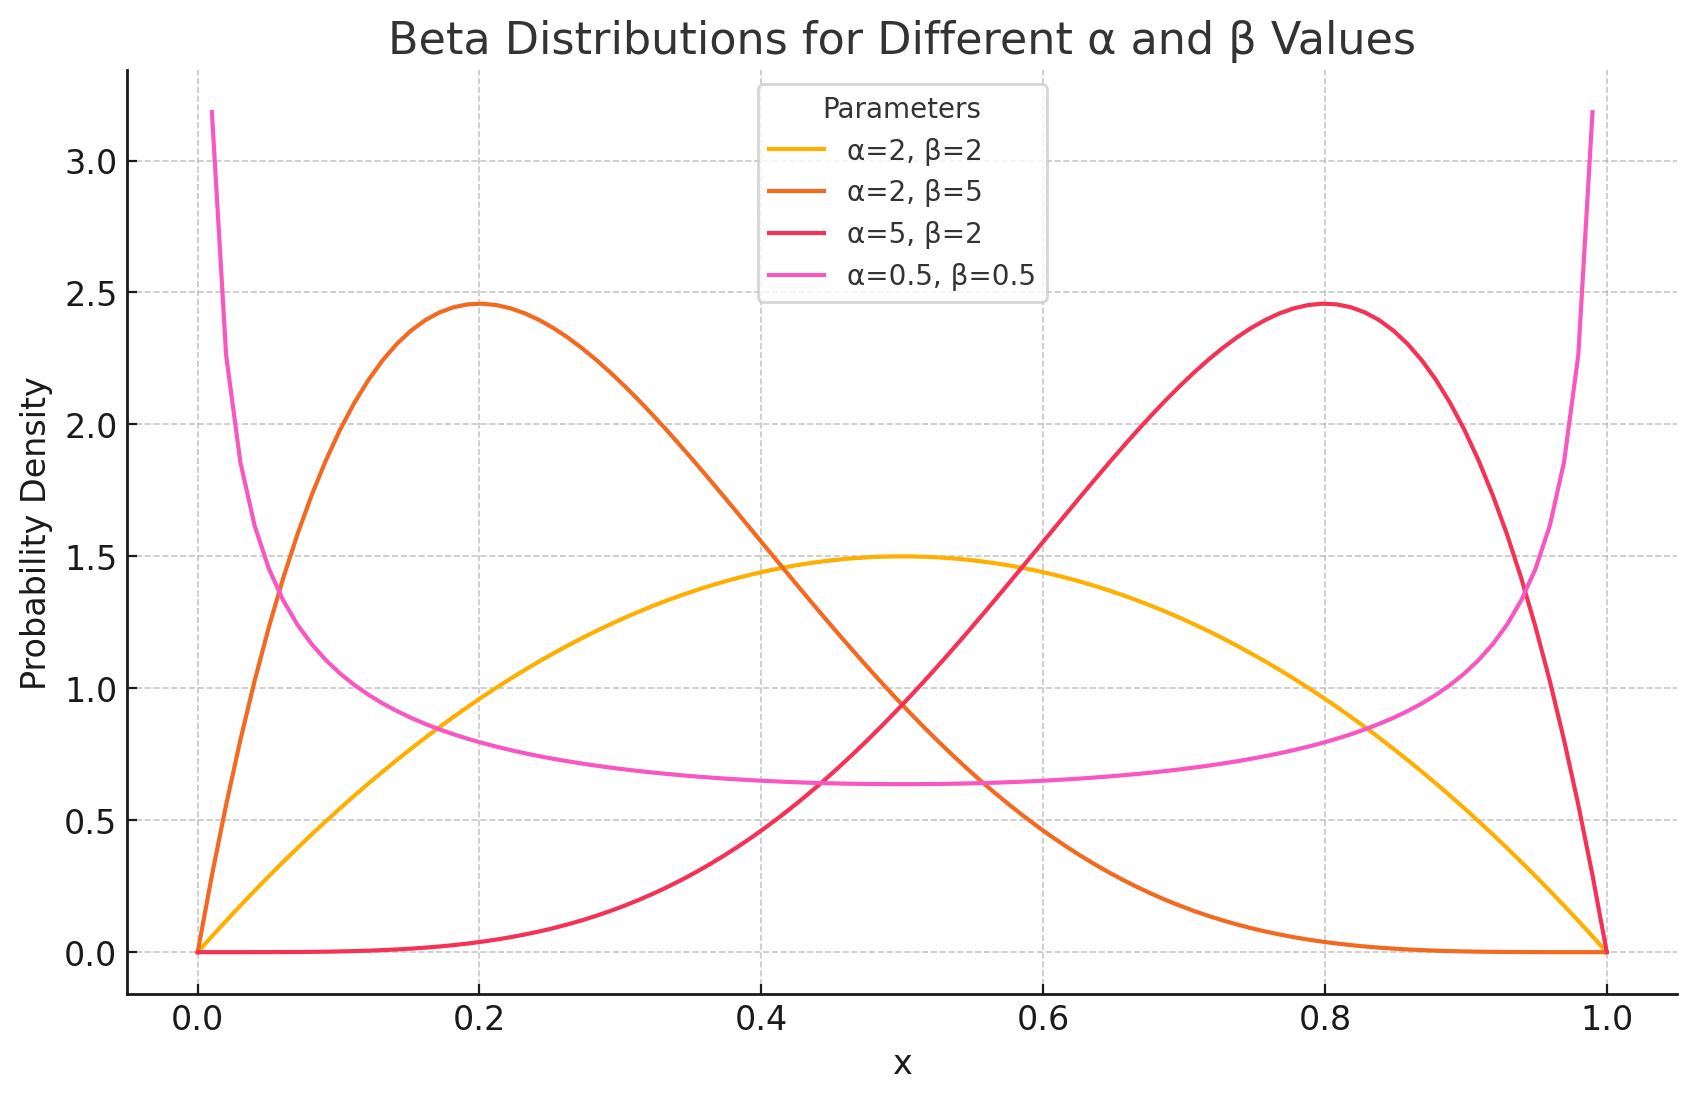 Beta Distributions for Different α and β Values
Parameters
α=2, β=2
α=2, β=5
α=5, β=2
α=0.5, β=0.5
Probability Density
3.0
2.5
2.0
1.5
1.0
0.5
0.0
0.0 0.2 0.4 0.6 0.8 1.0
x